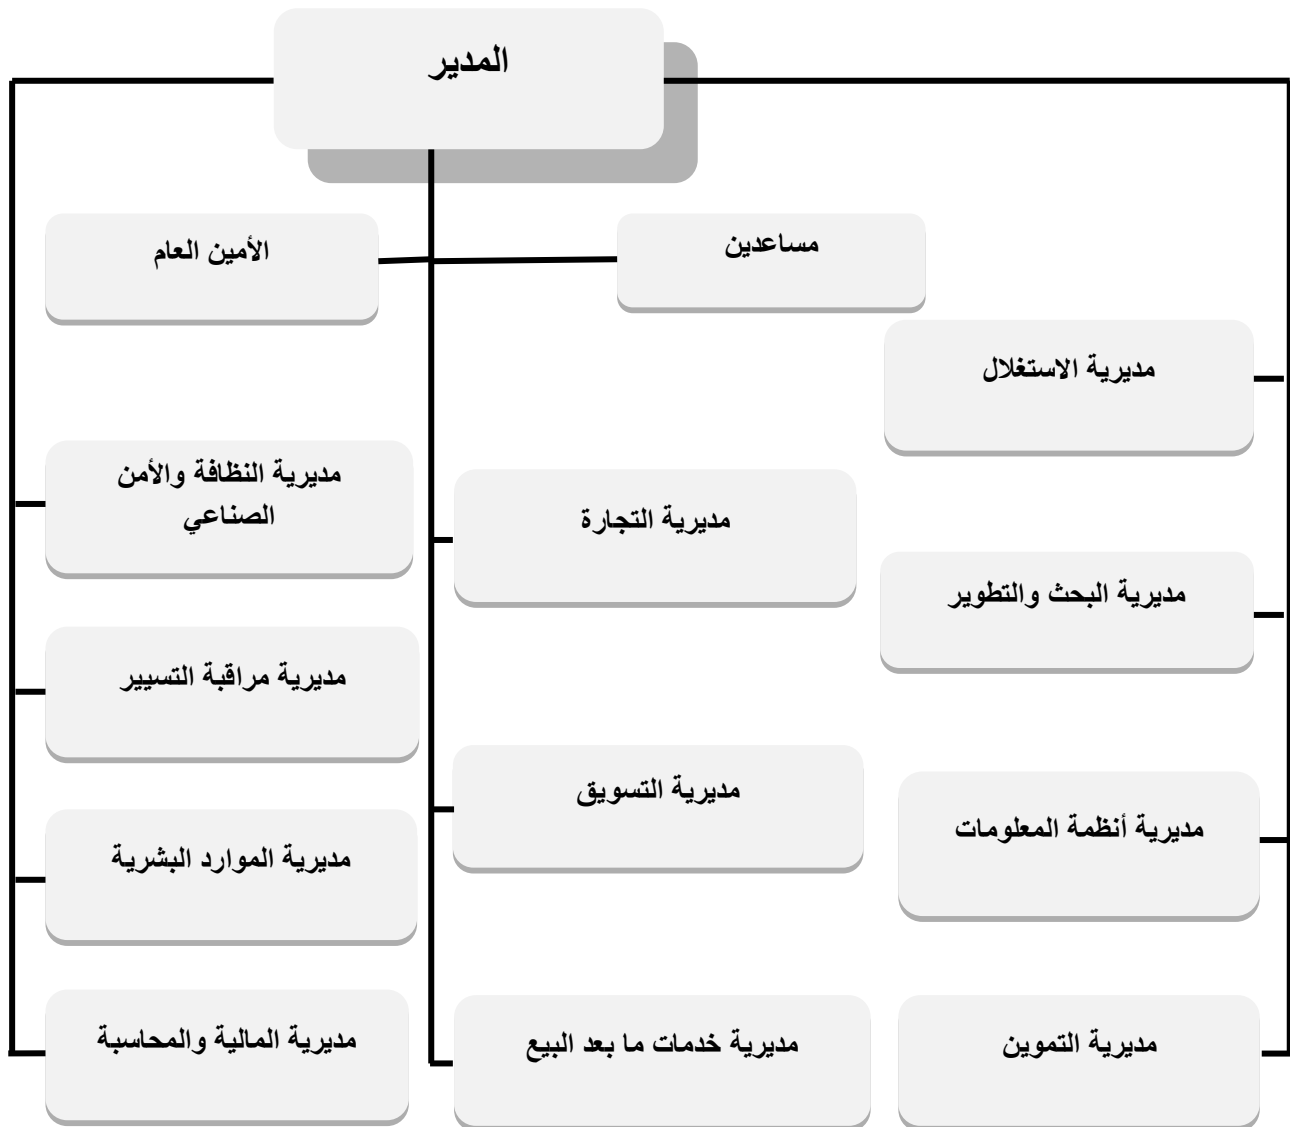 المدير
مساعدين
الأمين العام
مديرية الاستغلال
مديرية النظافة والأمن
الصناعي
مديرية التجارة
مديرية البحث والتطوير
مديرية مراقبة التسيير
مديرية التسويق
مديرية أنظمة المعلومات
مديرية الموارد البشرية
مديرية التموين
مديرية خدمات ما بعد البيع
مديرية المالية والمحاسبة